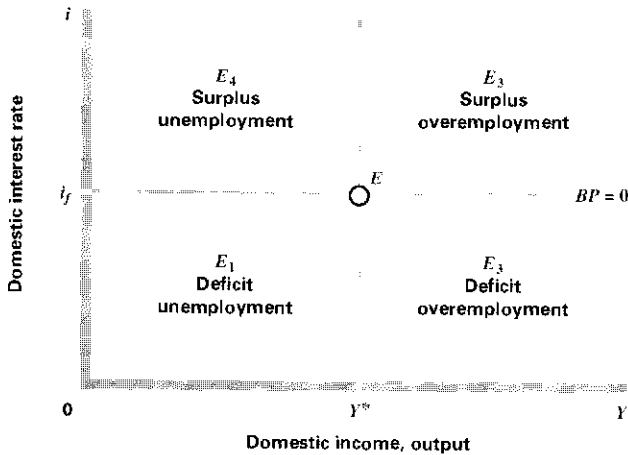 i
E₄
Surplus
unemployment
E₃
Surplus
overemployment
Domestic interest rate
i_f
E
BP = 0
E₁
Deficit
unemployment
E₃
Deficit
overemployment
0
Y*
Y
Domestic income, output